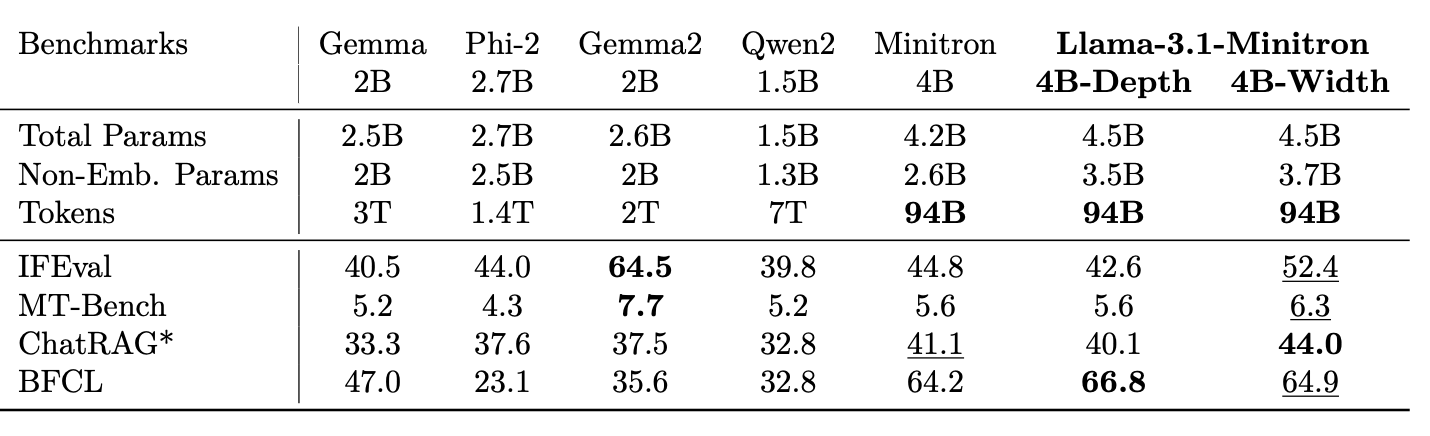 Benchmarks Gemma Phi-2 Gemma2 Qwen2 Minitron Llama-3.1-Minitron
2B 2.7B 2B 1.5B 4B 4B-Depth 4B-Width
Total Params 2.5B 2.7B 2.6B 1.5B 4.2B 4.5B 4.5B
Non-Emb. Params 2B 2.5B 2B 1.3B 2.6B 3.5B 3.7B
Tokens 3T 1.4T 2T 7T 94B 94B 94B
IFEval 40.5 44.0 64.5 39.8 44.8 42.6 52.4
MT-Bench 5.2 4.3 7.7 5.2 5.6 5.6 6.3
ChatRAG* 33.3 37.6 37.5 32.8 41.1 40.1 44.0
BFCL 47.0 23.1 35.6 32.8 64.2 66.8 64.9